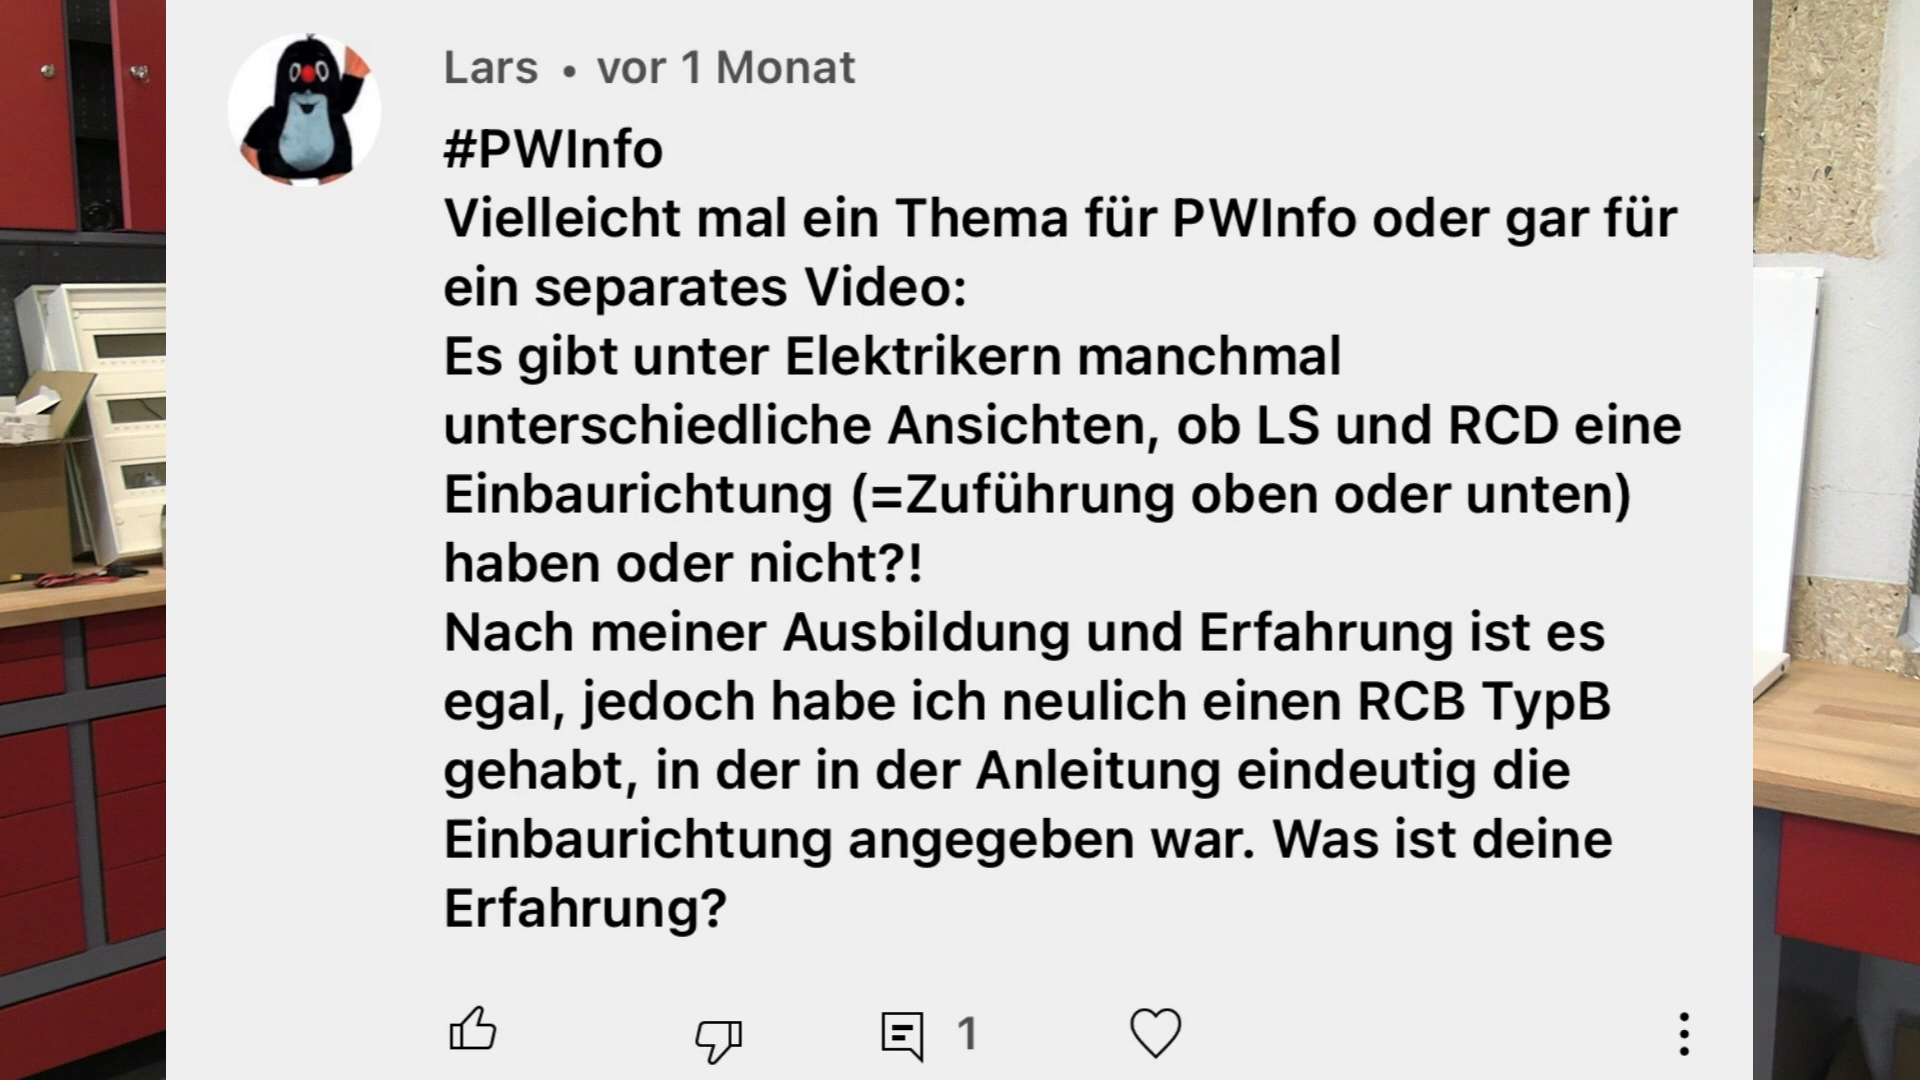 Lars • vor 1 Monat
#PWInfo
Vielleicht mal ein Thema für PWInfo oder gar für
ein separates Video:
Es gibt unter Elektrikern manchmal
unterschiedliche Ansichten, ob LS und RCD eine
Einbaurichtung (=Zuführung oben oder unten)
haben oder nicht?!
Nach meiner Ausbildung und Erfahrung ist es
egal, jedoch habe ich neulich einen RCB TypB
gehabt, in der in der Anleitung eindeutig die
Einbaurichtung angegeben war. Was ist deine
Erfahrung?
1